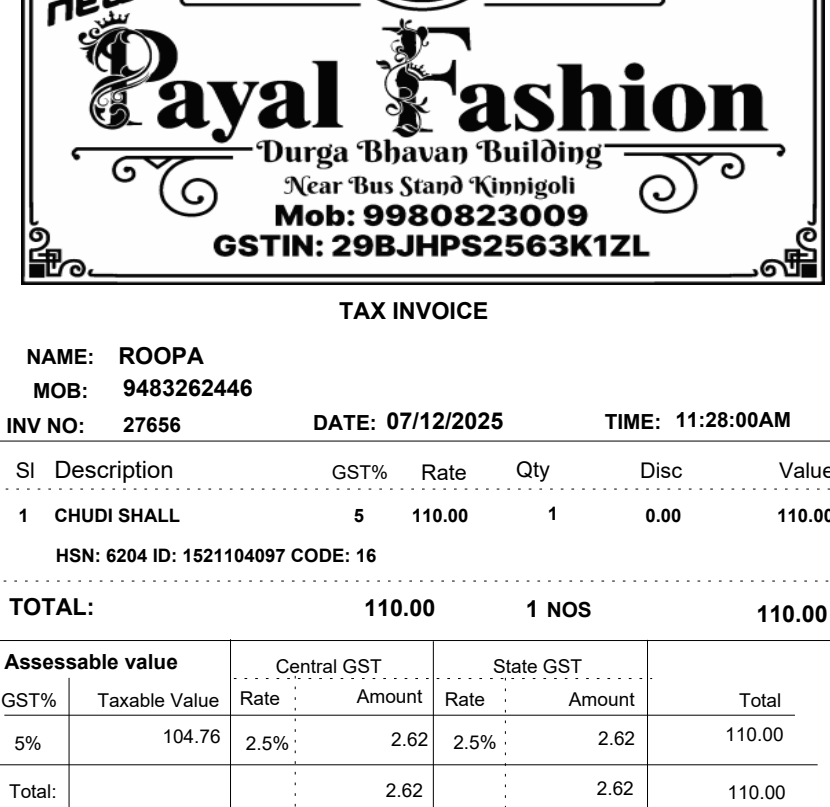 new
Payal Fashion
Durga Bhavan Building
Near Bus Stand Kinnigoli
Mob: 9980823009
GSTIN: 29BJHPS2563K1ZL
TAX INVOICE
NAME: ROOPA
MOB: 9483262446
INV NO: 27656 DATE: 07/12/2025 TIME: 11:28:00AM
Sl Description GST% Rate Qty Disc Value
1 CHUDI SHALL 5 110.00 1 0.00 110.00
HSN: 6204 ID: 1521104097 CODE: 16
TOTAL: 110.00 1 NOS 110.00
Assessable value Central GST State GST
GST% Taxable Value Rate Amount Rate Amount Total
5% 104.76 2.5% 2.62 2.5% 2.62 110.00
Total: 2.62 2.62 110.00